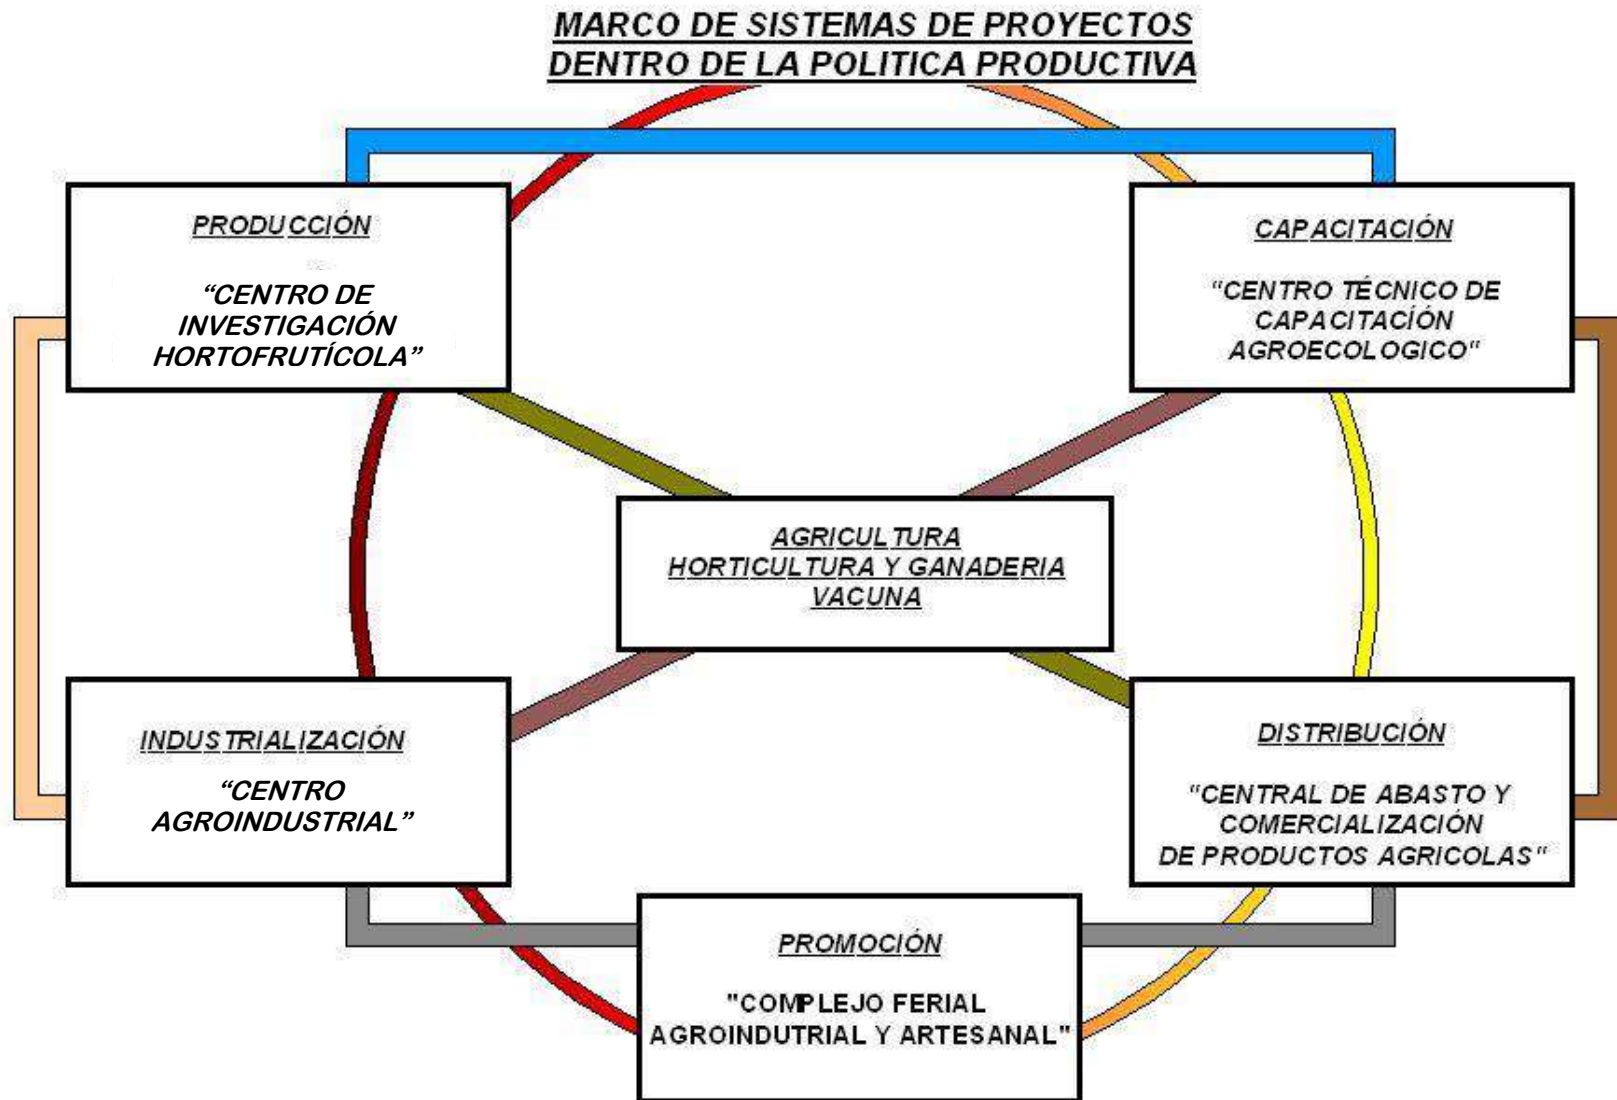 MARCO DE SISTEMAS DE PROYECTOS
DENTRO DE LA POLITICA PRODUCTIVA
PRODUCCIÓN
“CENTRO DE
INVESTIGACIÓN
HORTOFRUTÍCOLA”
CAPACITACIÓN
"CENTRO TÉCNICO DE
CAPACITACÍÓN
AGROECOLOGICO"
AGRICULTURA
HORTICULTURA Y GANADERIA
VACUNA
INDUSTRIALIZACIÓN
“CENTRO
AGROINDUSTRIAL”
DISTRIBUCIÓN
"CENTRAL DE ABASTO Y
COMERCIALIZACIÓN
DE PRODUCTOS AGRICOLAS"
PROMOCIÓN
"COMPLEJO FERIAL
AGROINDUTRIAL Y ARTESANAL"